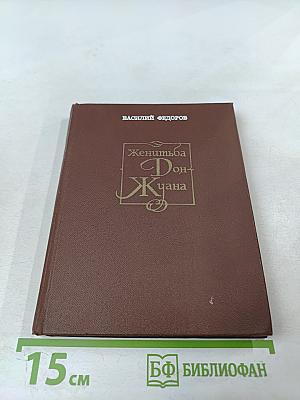 ВАСИЛИЙ ФЕДОРОВ
Женитьба
Дон-
Жуана
15 см
БФ БИБЛИОФАН